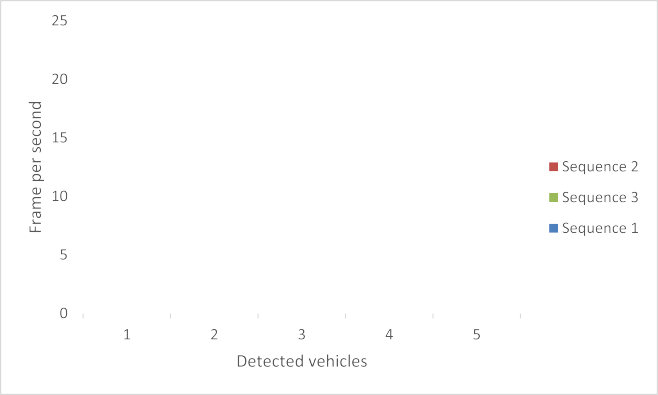 25
20
15
10
5
0
Frame per second
1 2 3 4 5
Detected vehicles
Sequence 2
Sequence 3
Sequence 1